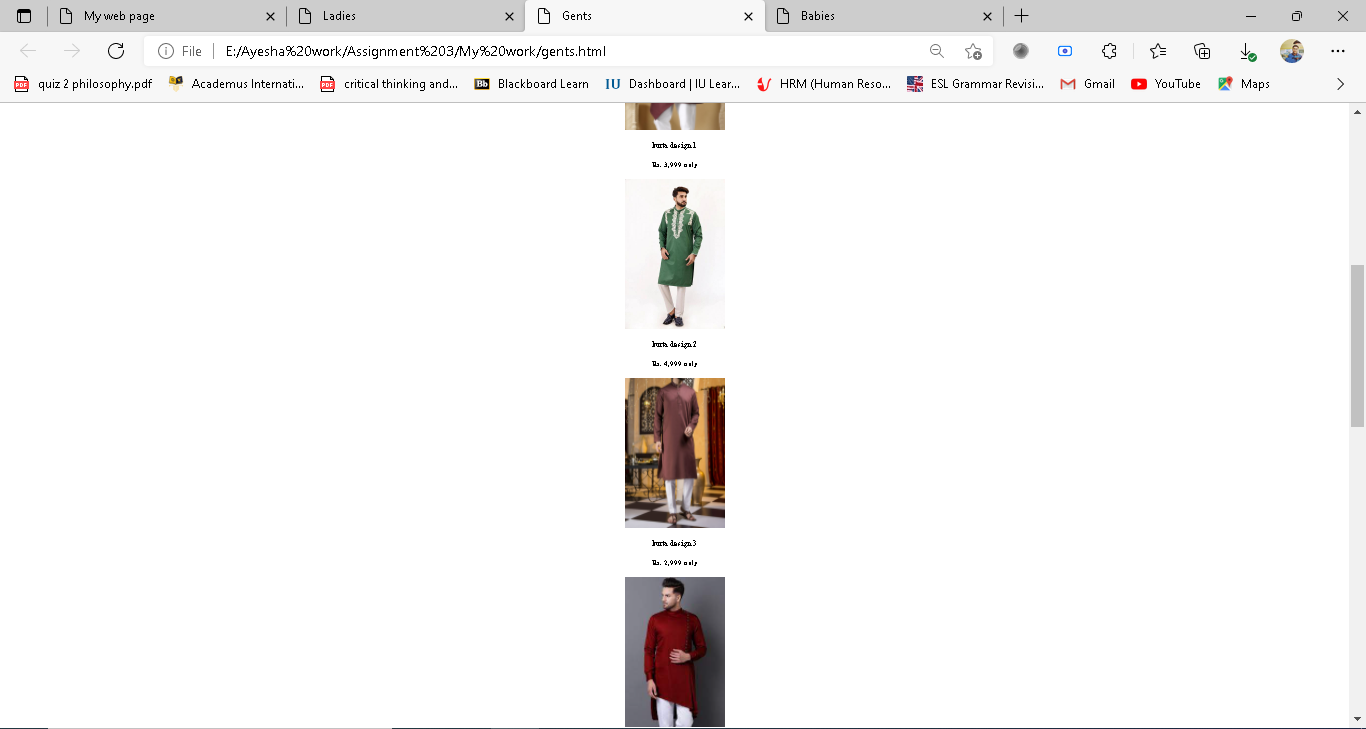 My web page
Ladies
Gents
Babies
File
E:/Ayesha%20work/Assignment%203/My%20work/gents.html
quiz 2 philosophy.pdf
Academus Internati...
critical thinking and...
Bb
Blackboard Learn
IU
Dashboard | IU Lear...
HRM (Human Reso...
ESL Grammar Revisi...
Gmail
YouTube
Maps
kurta design1
Rs. 3,999 only
kurta design2
Rs. 4,999 only
kurta design3
Rs. 2,999 only